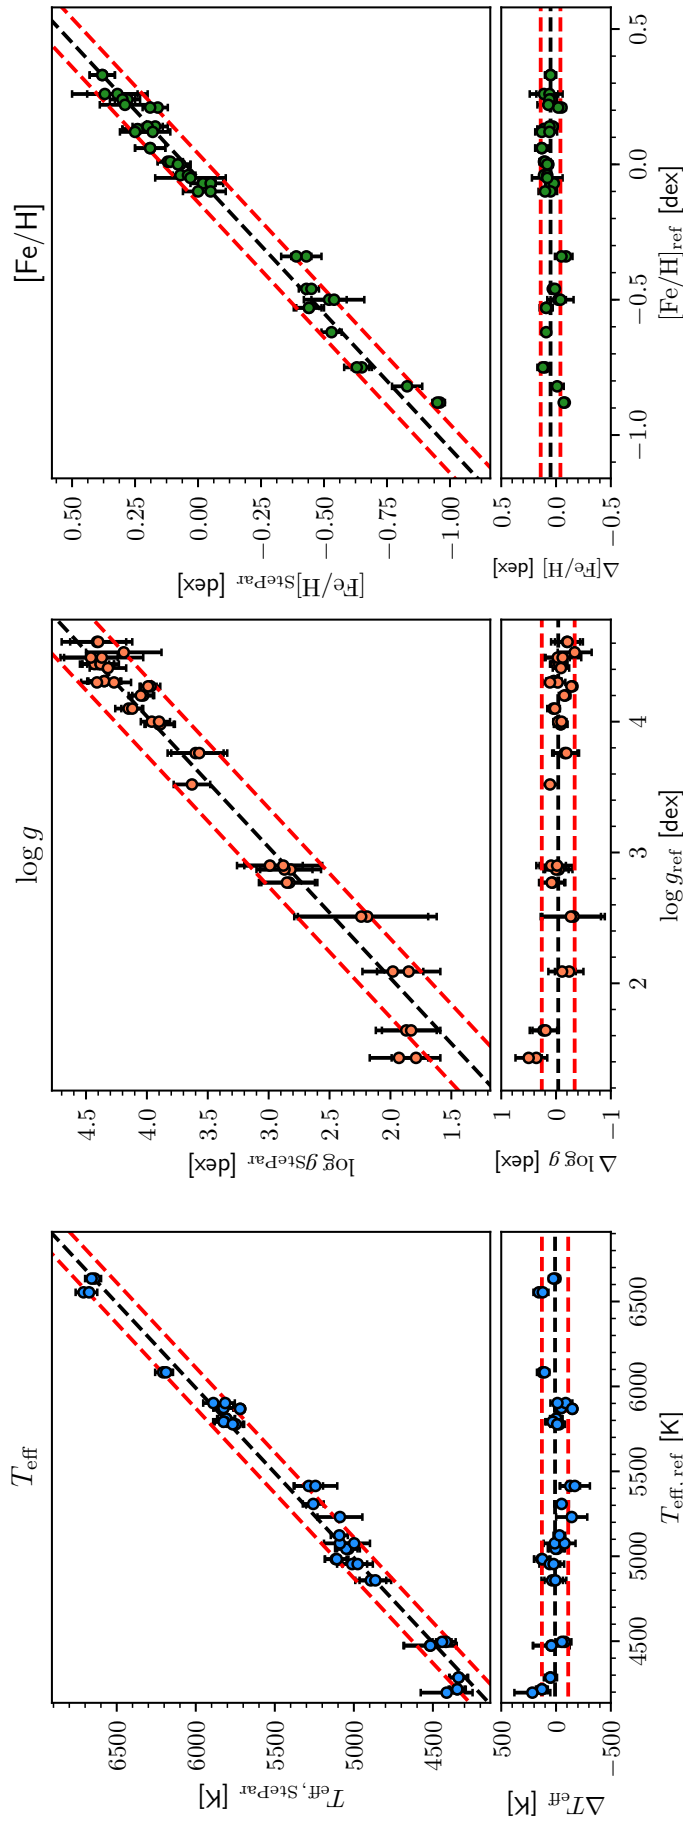 T_eff
6500
6000
5500
5000
4500
T_eff, StePar
[K]
500
0
−500
ΔT_eff
[K]
4500
5000
5500
6000
6500
T_eff, ref [K]
log g
4.5
4.0
3.5
3.0
2.5
2.0
1.5
log g_StePar [dex]
1
0
−1
Δ log g [dex]
2
3
4
log g_ref [dex]
[Fe/H]
0.50
0.25
0.00
−0.25
−0.50
−0.75
−1.00
[Fe/H]_StePar [dex]
0.5
0.0
−0.5
Δ[Fe/H] [dex]
−1.0
−0.5
0.0
0.5
[Fe/H]_ref [dex]